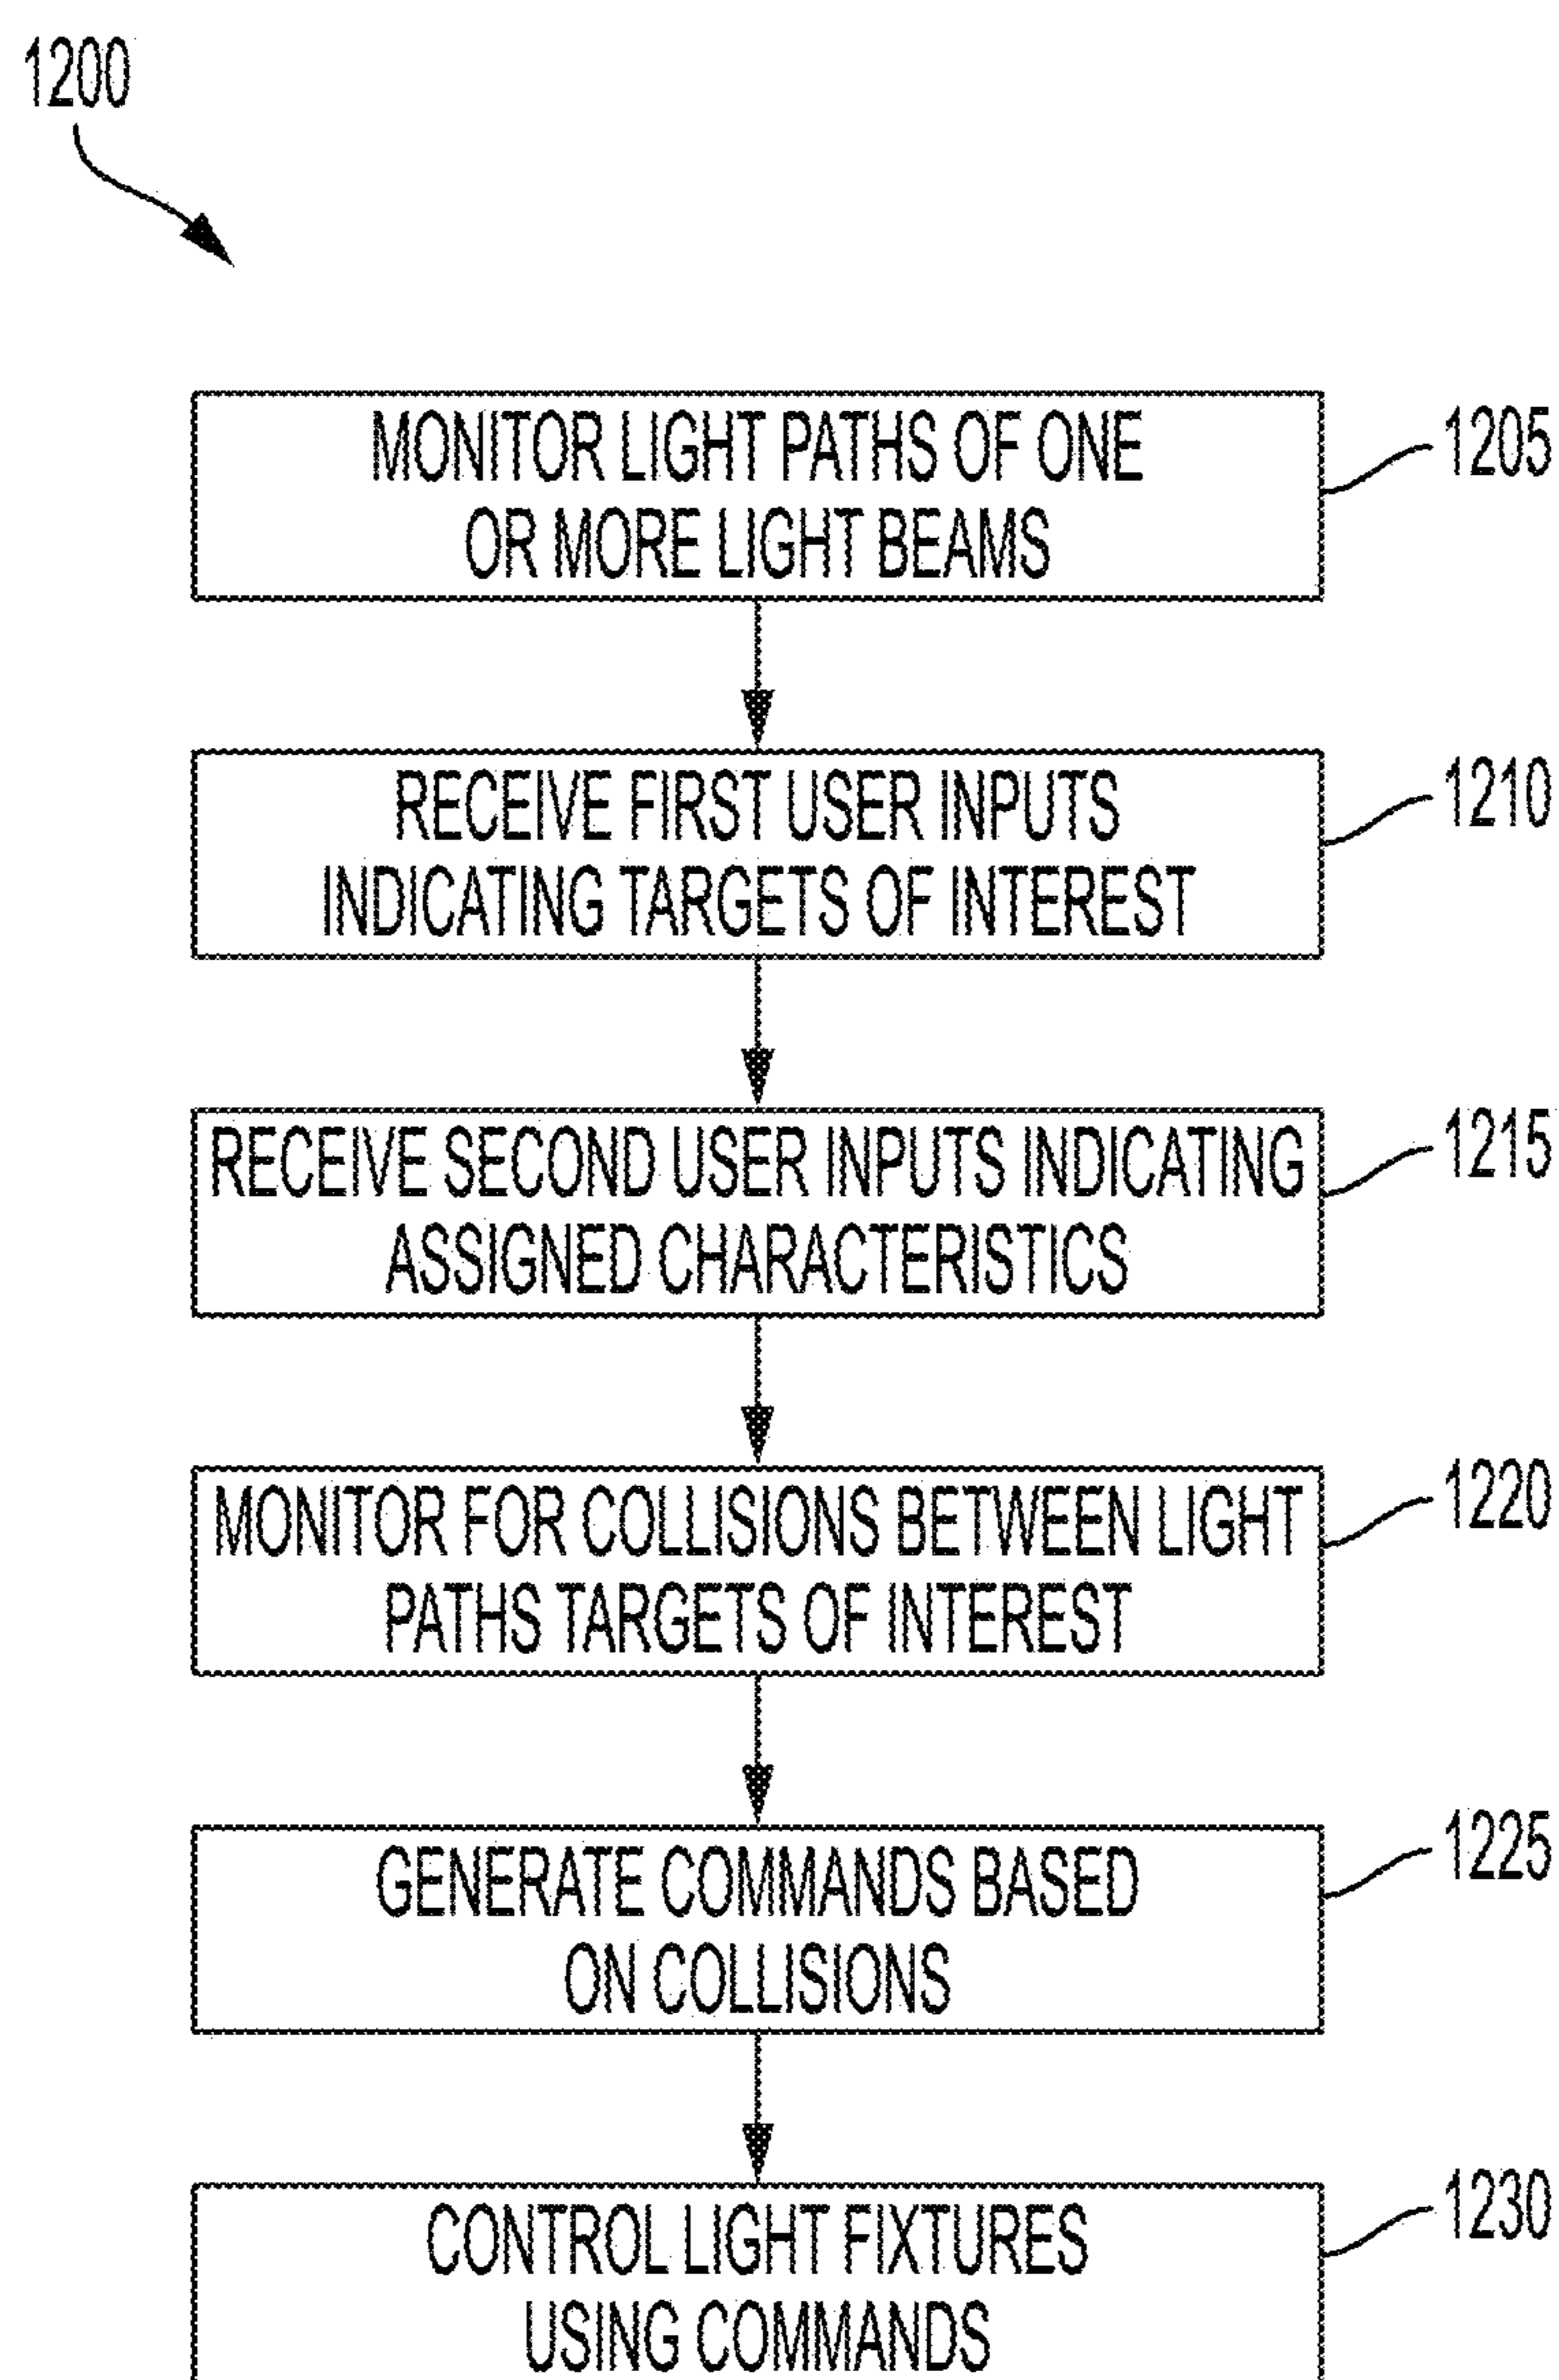 1200
MONITOR LIGHT PATHS OF ONE
OR MORE LIGHT BEAMS
1205
RECEIVE FIRST USER INPUTS
INDICATING TARGETS OF INTEREST
1210
RECEIVE SECOND USER INPUTS INDICATING
ASSIGNED CHARACTERISTICS
1215
MONITOR FOR COLLISIONS BETWEEN LIGHT
PATHS TARGETS OF INTEREST
1220
GENERATE COMMANDS BASED
ON COLLISIONS
1225
CONTROL LIGHT FIXTURES
USING COMMANDS
1230